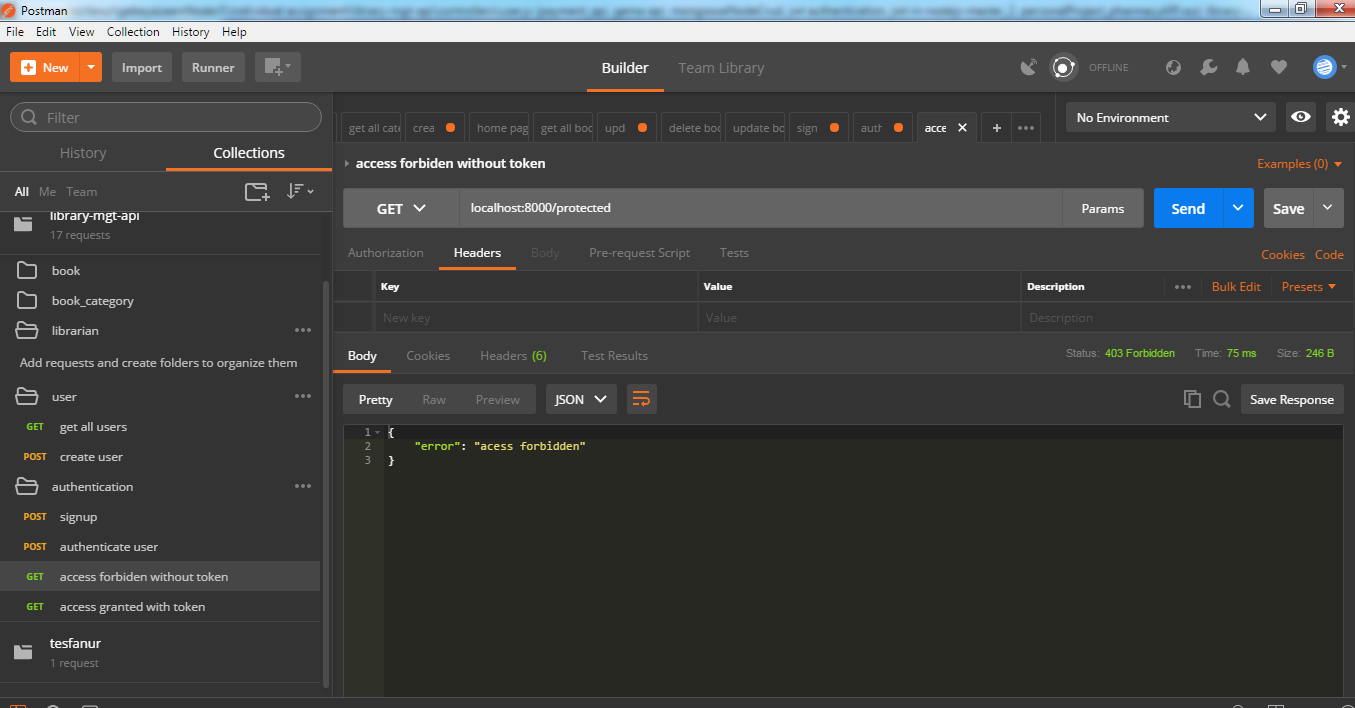 Postman
File Edit View Collection History Help
New Import Runner Builder Team Library OFFLINE
Filter
History Collections
All Me Team
library-mgt-api
17 requests
book
book_category
librarian
Add requests and create folders to organize them
user
GET get all users
POST create user
authentication
POST signup
POST authenticate user
GET access forbiden without token
GET access granted with token
tesfanur
1 request
get all cate crea home pag get all boo upd delete boo update bo sign auth acce
No Environment
access forbiden without token Examples (0)
GET localhost:8000/protected Params Send Save
Authorization Headers Body Pre-request Script Tests Cookies Code
Key Value Description Bulk Edit Presets
New key Value Description
Body Cookies Headers (6) Test Results Status: 403 Forbidden Time: 75 ms Size: 246 B
Pretty Raw Preview JSON Save Response
1 {
2 "error": "acess forbidden"
3 }